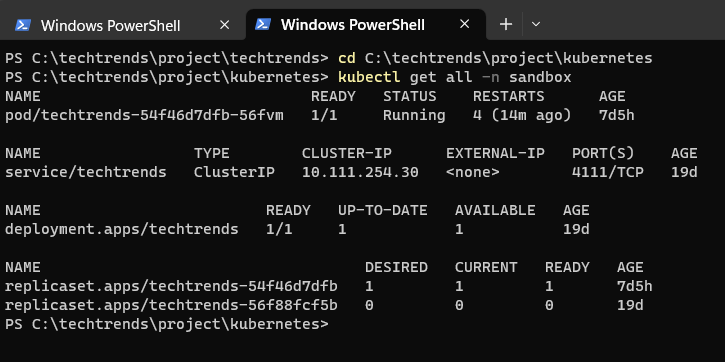 Windows PowerShell
Windows PowerShell
PS C:\techtrends\project\techtrends> cd C:\techtrends\project\kubernetes
PS C:\techtrends\project\kubernetes> kubectl get all -n sandbox
NAME                              READY   STATUS    RESTARTS      AGE
pod/techtrends-54f46d7dfb-56fvm   1/1     Running   4 (14m ago)   7d5h
NAME                 TYPE        CLUSTER-IP      EXTERNAL-IP   PORT(S)    AGE
service/techtrends   ClusterIP   10.111.254.30   <none>        4111/TCP   19d
NAME                         READY   UP-TO-DATE   AVAILABLE   AGE
deployment.apps/techtrends   1/1     1            1           19d
NAME                                    DESIRED   CURRENT   READY   AGE
replicaset.apps/techtrends-54f46d7dfb   1         1         1       7d5h
replicaset.apps/techtrends-56f88fcf5b   0         0         0       19d
PS C:\techtrends\project\kubernetes>